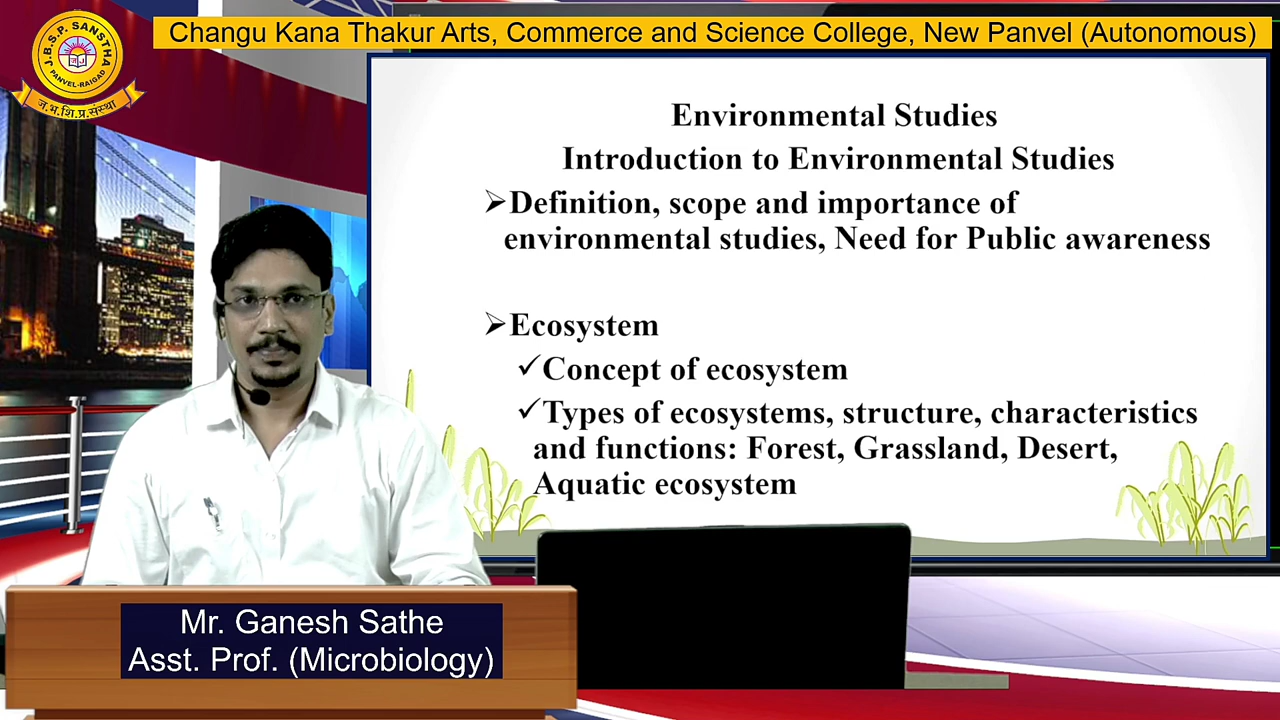 Changu Kana Thakur Arts, Commerce and Science College, New Panvel (Autonomous)
J.B.S.P. SANSTHA
PANVEL-RAIGAD
ज.भ.शि.प्र.संस्था
Environmental Studies
Introduction to Environmental Studies
➢Definition, scope and importance of
environmental studies, Need for Public awareness
➢Ecosystem
✓Concept of ecosystem
✓Types of ecosystems, structure, characteristics
and functions: Forest, Grassland, Desert,
Aquatic ecosystem
Mr. Ganesh Sathe
Asst. Prof. (Microbiology)